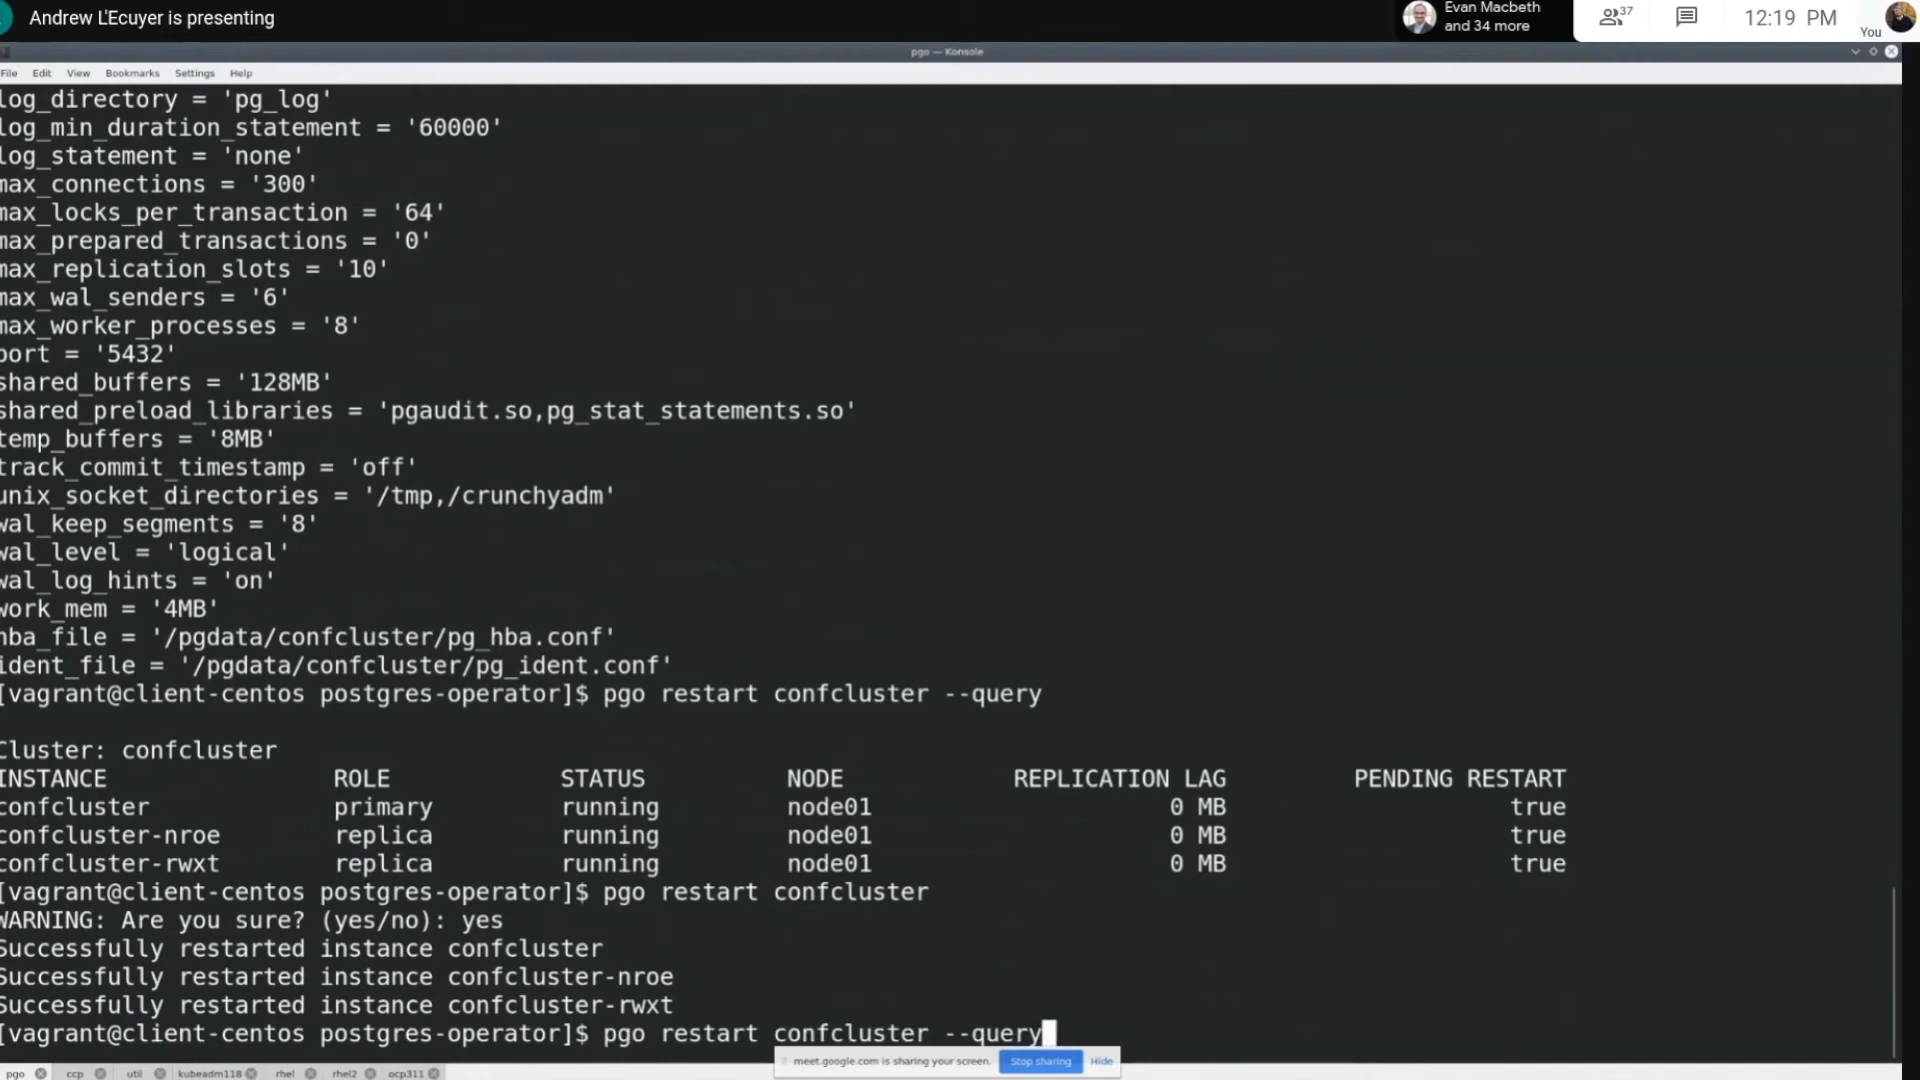 Andrew L'Ecuyer is presenting
Evan Macbeth
and 34 more
37
12:19 PM
You
pgo — Konsole
File Edit View Bookmarks Settings Help
log_directory = 'pg_log'
log_min_duration_statement = '60000'
log_statement = 'none'
max_connections = '300'
max_locks_per_transaction = '64'
max_prepared_transactions = '0'
max_replication_slots = '10'
max_wal_senders = '6'
max_worker_processes = '8'
port = '5432'
shared_buffers = '128MB'
shared_preload_libraries = 'pgaudit.so,pg_stat_statements.so'
temp_buffers = '8MB'
track_commit_timestamp = 'off'
unix_socket_directories = '/tmp,/crunchyadm'
wal_keep_segments = '8'
wal_level = 'logical'
wal_log_hints = 'on'
work_mem = '4MB'
hba_file = '/pgdata/confcluster/pg_hba.conf'
ident_file = '/pgdata/confcluster/pg_ident.conf'
[vagrant@client-centos postgres-operator]$ pgo restart confcluster --query
Cluster: confcluster
INSTANCE ROLE STATUS NODE REPLICATION LAG PENDING RESTART
confcluster primary running node01 0 MB true
confcluster-nroe replica running node01 0 MB true
confcluster-rwxt replica running node01 0 MB true
[vagrant@client-centos postgres-operator]$ pgo restart confcluster
WARNING: Are you sure? (yes/no): yes
Successfully restarted instance confcluster
Successfully restarted instance confcluster-nroe
Successfully restarted instance confcluster-rwxt
[vagrant@client-centos postgres-operator]$ pgo restart confcluster --query
meet.google.com is sharing your screen. Stop sharing Hide
pgo ccp util kubeadm118 rhel rhel2 ocp311